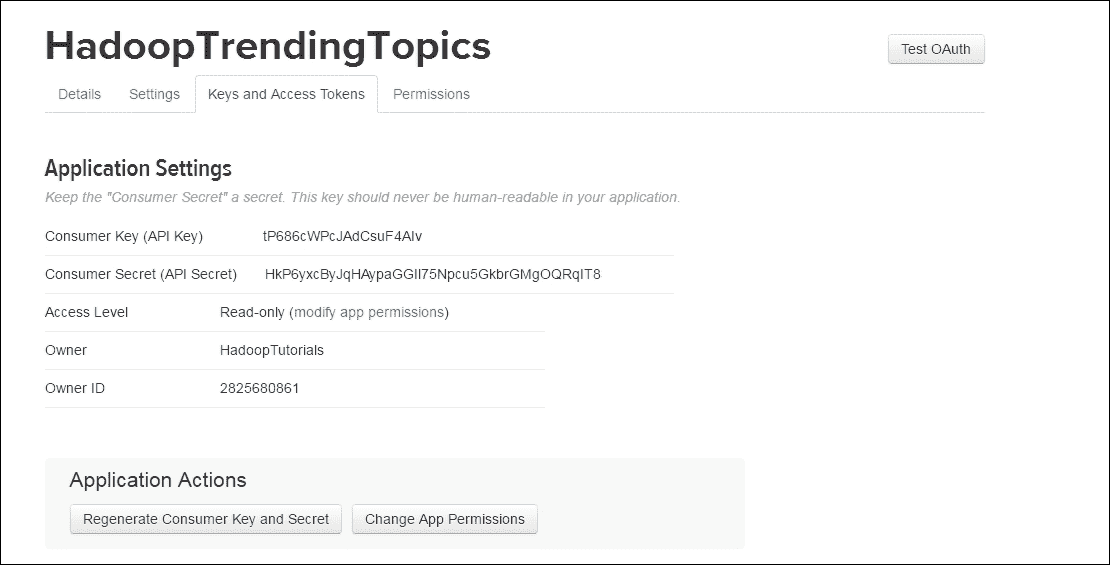 HadoopTrendingTopics
Test OAuth
Details Settings Keys and Access Tokens Permissions
Application Settings
Keep the "Consumer Secret" a secret. This key should never be human-readable in your application.
Consumer Key (API Key) tP686cWPcJAdCsuF4AIv
Consumer Secret (API Secret) HkP6yxcByJqHAypaGGII75Npcu5GkbrGMgOQRqIT8
Access Level Read-only (modify app permissions)
Owner HadoopTutorials
Owner ID 2825680861
Application Actions
Regenerate Consumer Key and Secret Change App Permissions